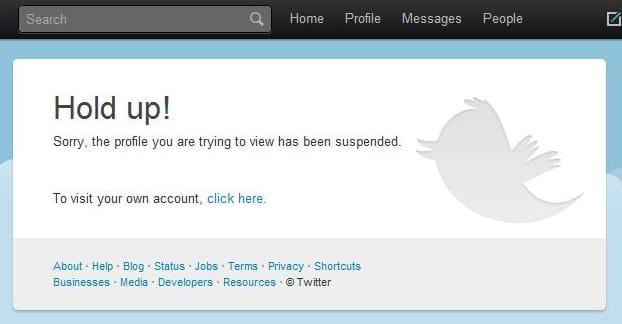 Search Home Profile Messages People
Hold up!
Sorry, the profile you are trying to view has been suspended.
To visit your own account, click here.
About · Help · Blog · Status · Jobs · Terms · Privacy · Shortcuts
Businesses · Media · Developers · Resources · © Twitter